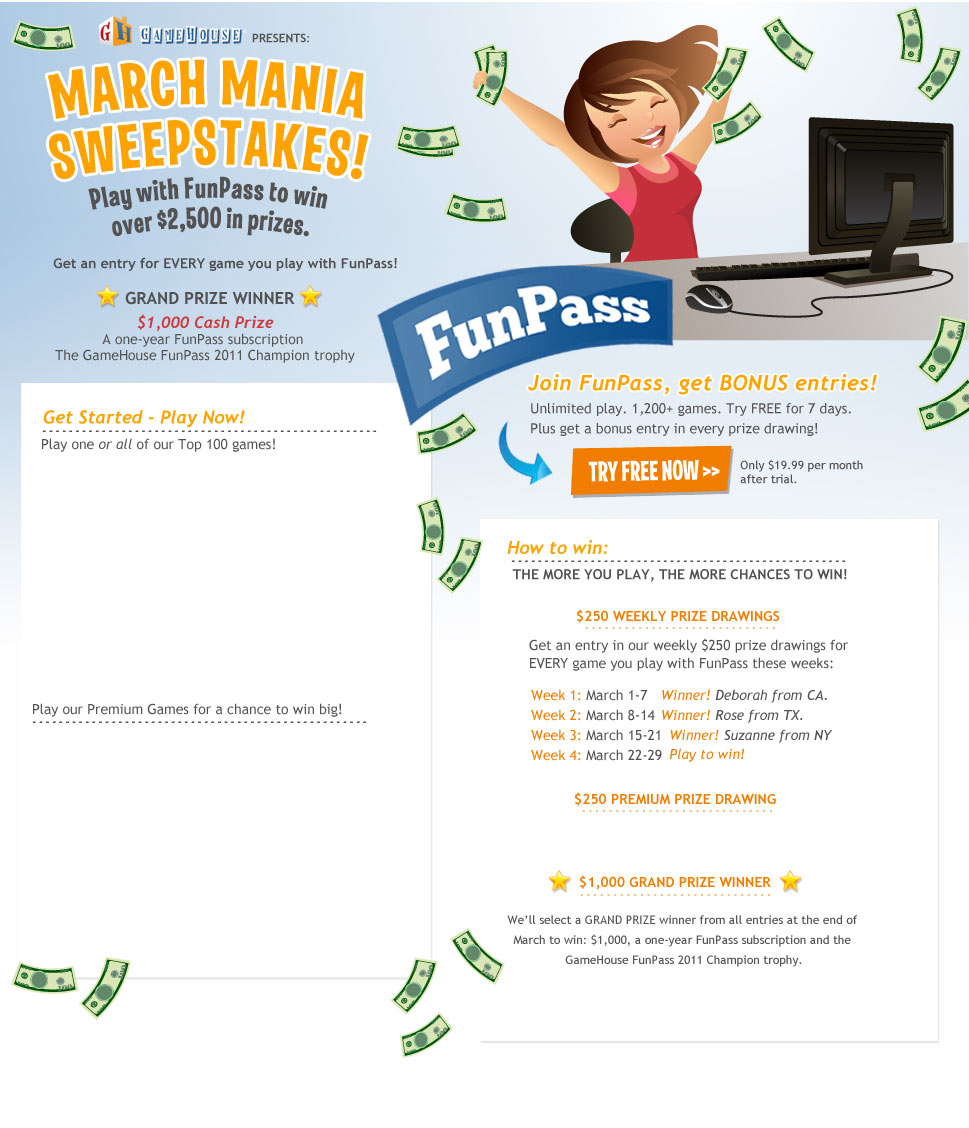 GH GAMEHOUSE PRESENTS:
MARCH MANIA
SWEEPSTAKES!
Play with FunPass to win
over $2,500 in prizes.
Get an entry for EVERY game you play with FunPass!
GRAND PRIZE WINNER
$1,000 Cash Prize
A one-year FunPass subscription
The GameHouse FunPass 2011 Champion trophy
FunPass
Join FunPass, get BONUS entries!
Unlimited play. 1,200+ games. Try FREE for 7 days.
Plus get a bonus entry in every prize drawing!
TRY FREE NOW >>
Only $19.99 per month
after trial.
Get Started - Play Now!
Play one or all of our Top 100 games!
Play our Premium Games for a chance to win big!
How to win:
THE MORE YOU PLAY, THE MORE CHANCES TO WIN!
$250 WEEKLY PRIZE DRAWINGS
Get an entry in our weekly $250 prize drawings for
EVERY game you play with FunPass these weeks:
Week 1: March 1-7 Winner! Deborah from CA.
Week 2: March 8-14 Winner! Rose from TX.
Week 3: March 15-21 Winner! Suzanne from NY
Week 4: March 22-29 Play to win!
$250 PREMIUM PRIZE DRAWING
$1,000 GRAND PRIZE WINNER
We'll select a GRAND PRIZE winner from all entries at the end of
March to win: $1,000, a one-year FunPass subscription and the
GameHouse FunPass 2011 Champion trophy.